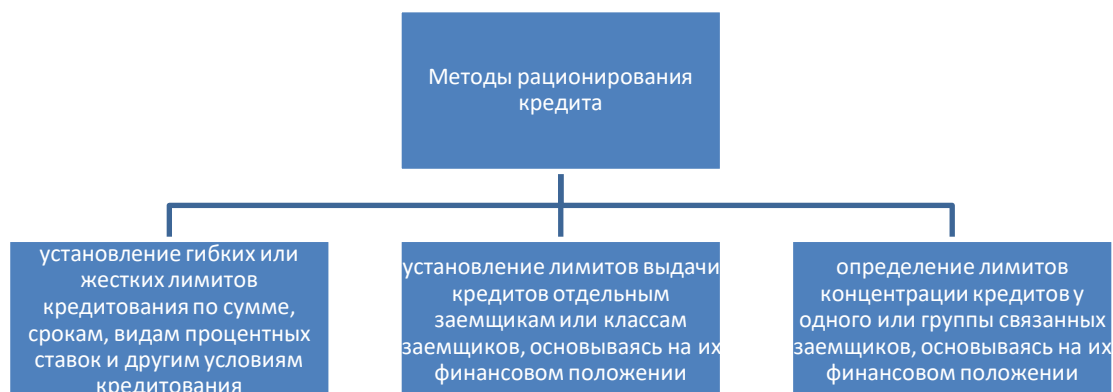 Методы рационирования
кредита
установление гибких или
жестких лимитов
кредитования по сумме,
срокам, видам процентных
ставок и другим условиям
кредитования
установление лимитов выдачи
кредитов отдельным
заемщикам или классам
заемщиков, основываясь на их
финансовом положении
определение лимитов
концентрации кредитов у
одного или группы связанных
заемщиков, основываясь на их
финансовом положении